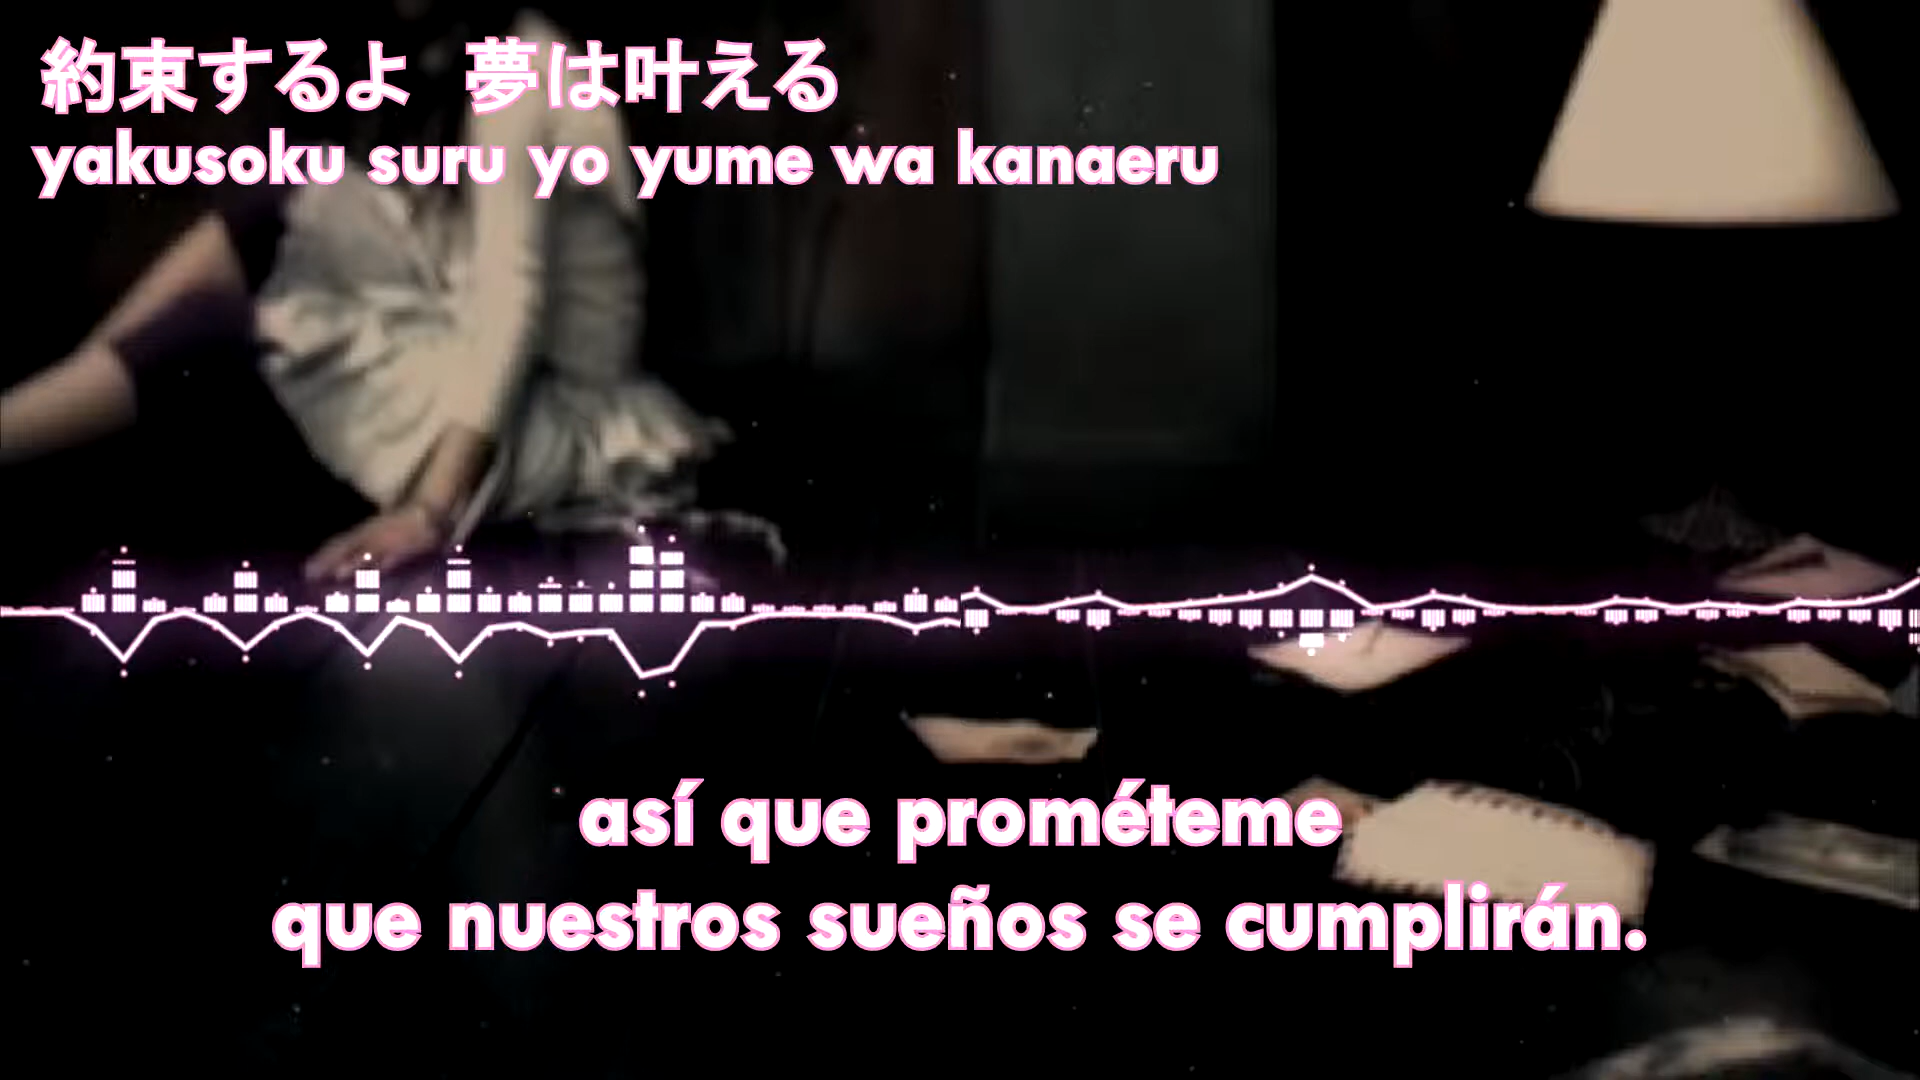 約束するよ 夢は叶える
yakusoku suru yo yume wa kanaeru
así que prométeme
que nuestros sueños se cumplirán.